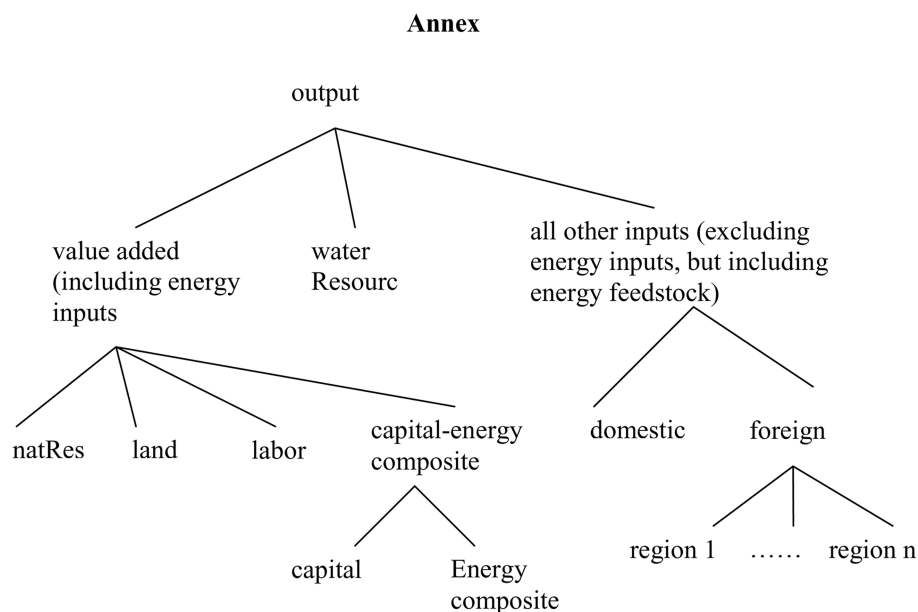 Annex
output
value added
(including energy
inputs
water
Resourc
all other inputs (excluding
energy inputs, but including
energy feedstock)
natRes
land
labor
capital-energy
composite
domestic
foreign
capital
Energy
composite
region 1
……
region n